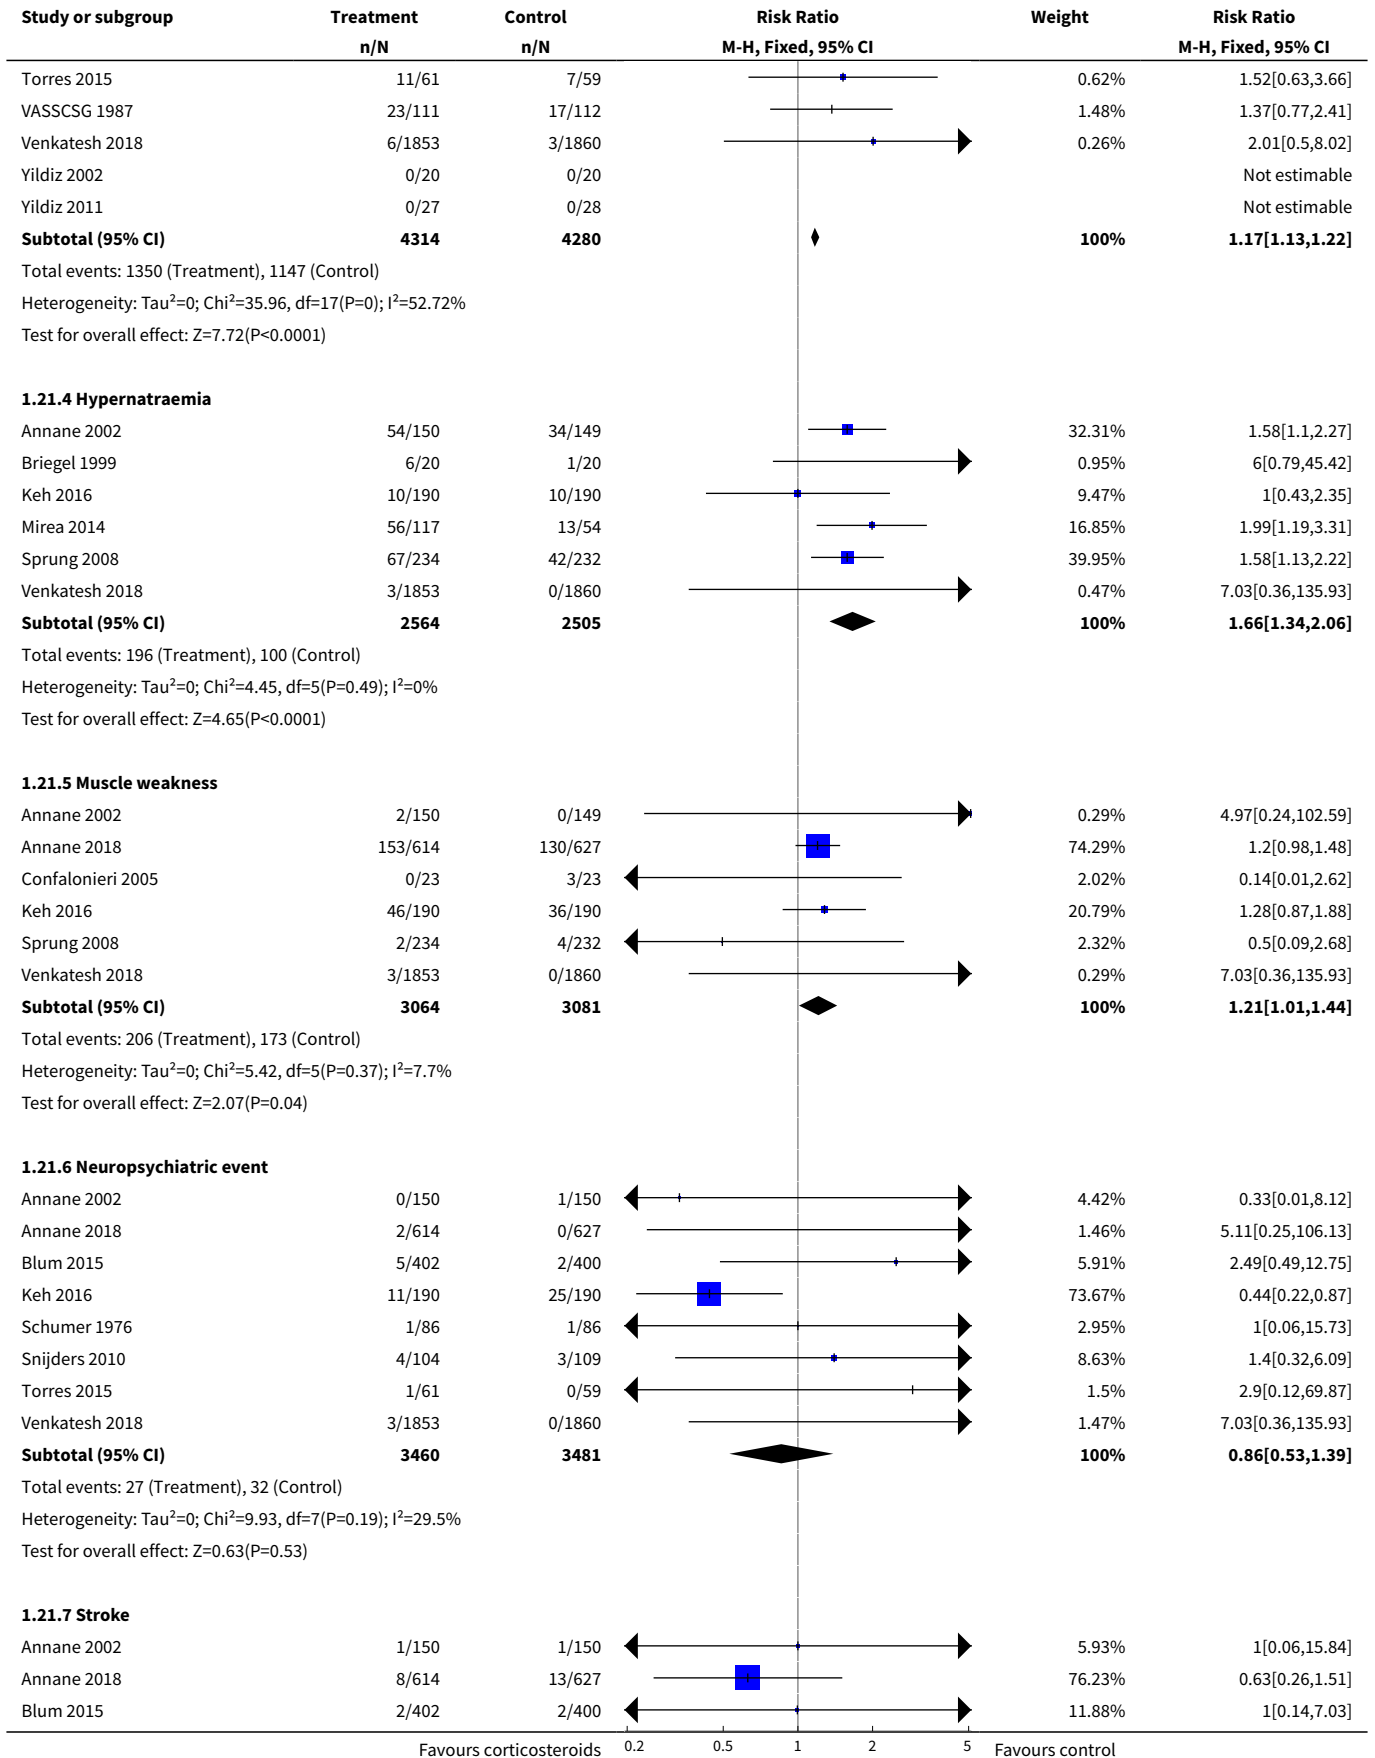 Study or subgroup Treatment Control Risk Ratio Weight Risk Ratio
n/N n/N M-H, Fixed, 95% CI M-H, Fixed, 95% CI
Torres 2015 11/61 7/59 0.62% 1.52[0.63,3.66]
VASSCSG 1987 23/111 17/112 1.48% 1.37[0.77,2.41]
Venkatesh 2018 6/1853 3/1860 0.26% 2.01[0.5,8.02]
Yildiz 2002 0/20 0/20 Not estimable
Yildiz 2011 0/27 0/28 Not estimable
Subtotal (95% CI) 4314 4280 100% 1.17[1.13,1.22]
Total events: 1350 (Treatment), 1147 (Control)
Heterogeneity: Tau²=0; Chi²=35.96, df=17(P=0); I²=52.72%
Test for overall effect: Z=7.72(P<0.0001)
1.21.4 Hypernatraemia
Annane 2002 54/150 34/149 32.31% 1.58[1.1,2.27]
Briegel 1999 6/20 1/20 0.95% 6[0.79,45.42]
Keh 2016 10/190 10/190 9.47% 1[0.43,2.35]
Mirea 2014 56/117 13/54 16.85% 1.99[1.19,3.31]
Sprung 2008 67/234 42/232 39.95% 1.58[1.13,2.22]
Venkatesh 2018 3/1853 0/1860 0.47% 7.03[0.36,135.93]
Subtotal (95% CI) 2564 2505 100% 1.66[1.34,2.06]
Total events: 196 (Treatment), 100 (Control)
Heterogeneity: Tau²=0; Chi²=4.45, df=5(P=0.49); I²=0%
Test for overall effect: Z=4.65(P<0.0001)
1.21.5 Muscle weakness
Annane 2002 2/150 0/149 0.29% 4.97[0.24,102.59]
Annane 2018 153/614 130/627 74.29% 1.2[0.98,1.48]
Confalonieri 2005 0/23 3/23 2.02% 0.14[0.01,2.62]
Keh 2016 46/190 36/190 20.79% 1.28[0.87,1.88]
Sprung 2008 2/234 4/232 2.32% 0.5[0.09,2.68]
Venkatesh 2018 3/1853 0/1860 0.29% 7.03[0.36,135.93]
Subtotal (95% CI) 3064 3081 100% 1.21[1.01,1.44]
Total events: 206 (Treatment), 173 (Control)
Heterogeneity: Tau²=0; Chi²=5.42, df=5(P=0.37); I²=7.7%
Test for overall effect: Z=2.07(P=0.04)
1.21.6 Neuropsychiatric event
Annane 2002 0/150 1/150 4.42% 0.33[0.01,8.12]
Annane 2018 2/614 0/627 1.46% 5.11[0.25,106.13]
Blum 2015 5/402 2/400 5.91% 2.49[0.49,12.75]
Keh 2016 11/190 25/190 73.67% 0.44[0.22,0.87]
Schumer 1976 1/86 1/86 2.95% 1[0.06,15.73]
Snijders 2010 4/104 3/109 8.63% 1.4[0.32,6.09]
Torres 2015 1/61 0/59 1.5% 2.9[0.12,69.87]
Venkatesh 2018 3/1853 0/1860 1.47% 7.03[0.36,135.93]
Subtotal (95% CI) 3460 3481 100% 0.86[0.53,1.39]
Total events: 27 (Treatment), 32 (Control)
Heterogeneity: Tau²=0; Chi²=9.93, df=7(P=0.19); I²=29.5%
Test for overall effect: Z=0.63(P=0.53)
1.21.7 Stroke
Annane 2002 1/150 1/150 5.93% 1[0.06,15.84]
Annane 2018 8/614 13/627 76.23% 0.63[0.26,1.51]
Blum 2015 2/402 2/400 11.88% 1[0.14,7.03]
Favours corticosteroids 0.2 0.5 1 2 5 Favours control